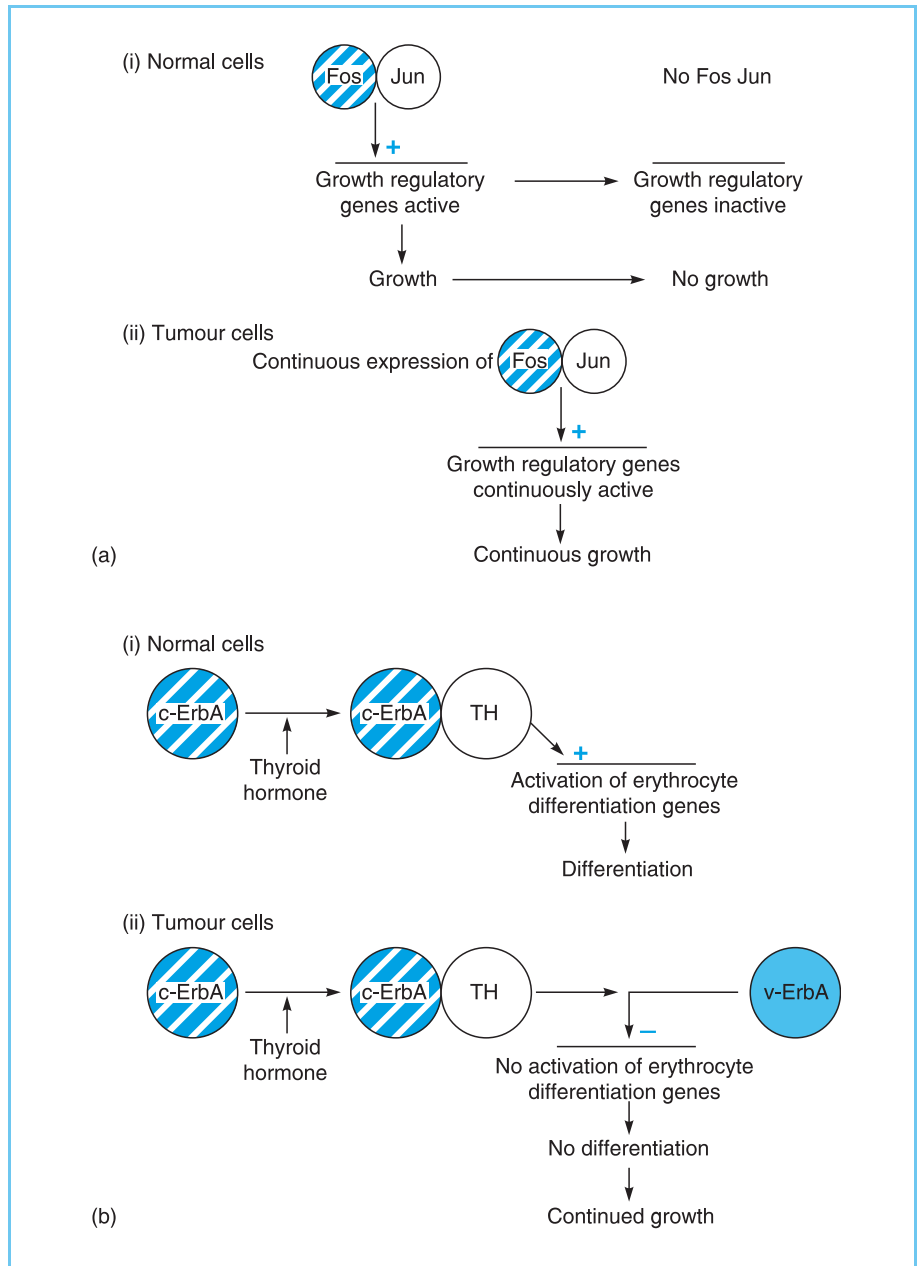 (i) Normal cells
Fos
Jun
No Fos Jun
+
Growth regulatory
genes active
Growth regulatory
genes inactive
Growth
No growth
(ii) Tumour cells
Continuous expression of
Fos
Jun
+
Growth regulatory genes
continuously active
Continuous growth
(a)
(i) Normal cells
c-ErbA
Thyroid
hormone
c-ErbA
TH
+
Activation of erythrocyte
differentiation genes
Differentiation
(ii) Tumour cells
c-ErbA
Thyroid
hormone
c-ErbA
TH
v-ErbA
–
No activation of erythrocyte
differentiation genes
No differentiation
Continued growth
(b)